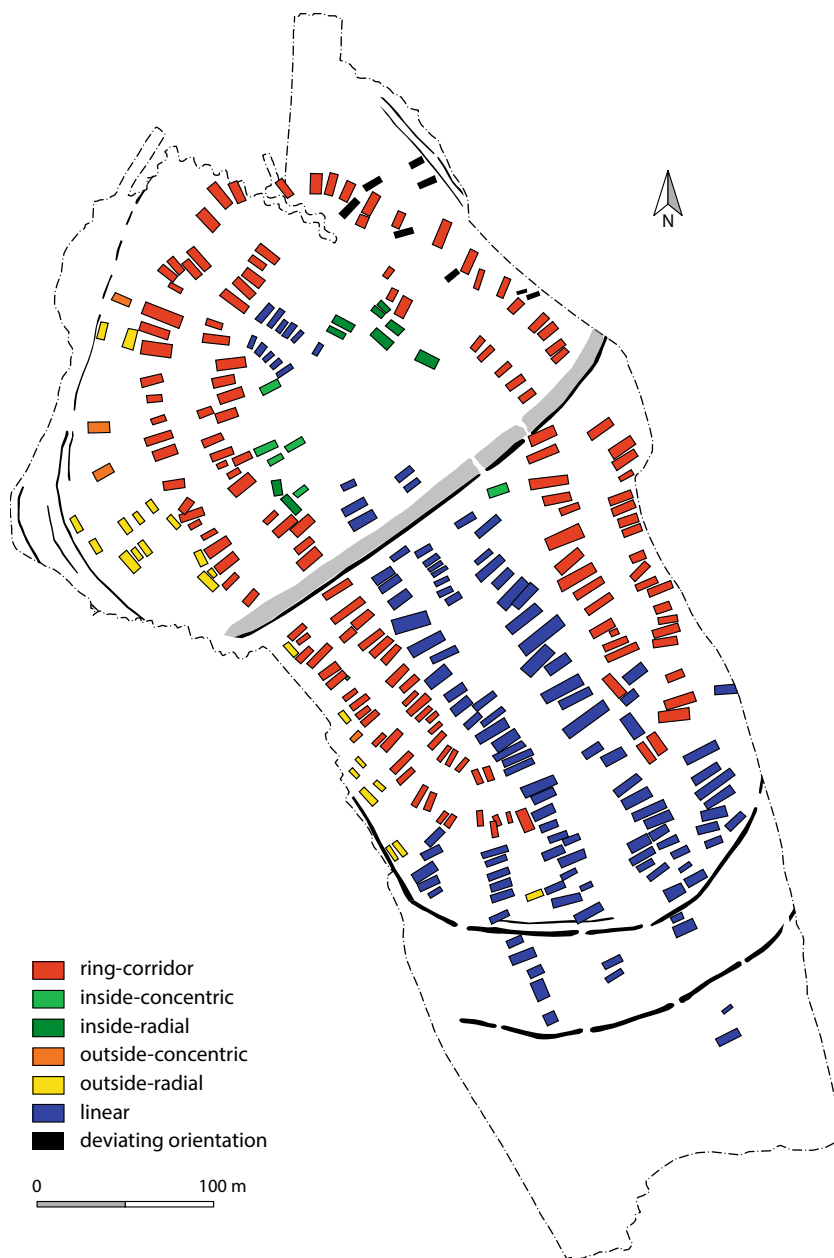 N
ring-corridor
inside-concentric
inside-radial
outside-concentric
outside-radial
linear
deviating orientation
0 100 m